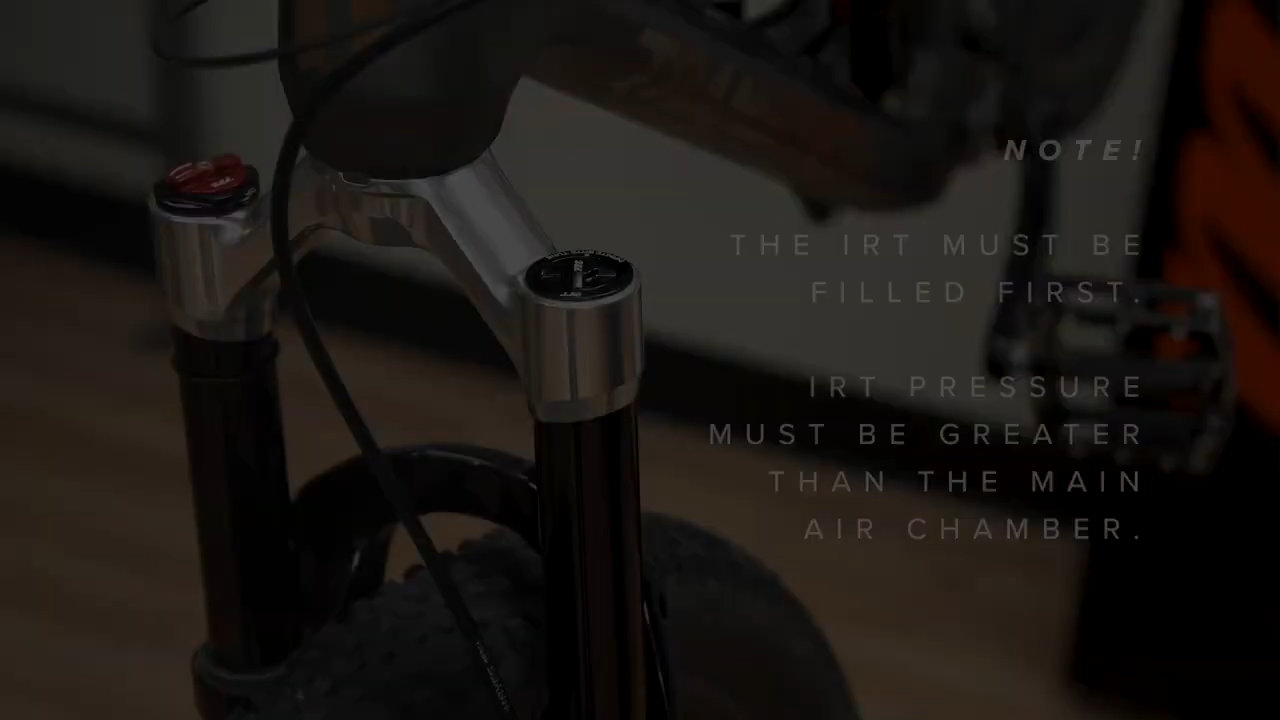 NOTE!
THE IRT MUST BE
FILLED FIRST.
IRT PRESSURE
MUST BE GREATER
THAN THE MAIN
AIR CHAMBER.